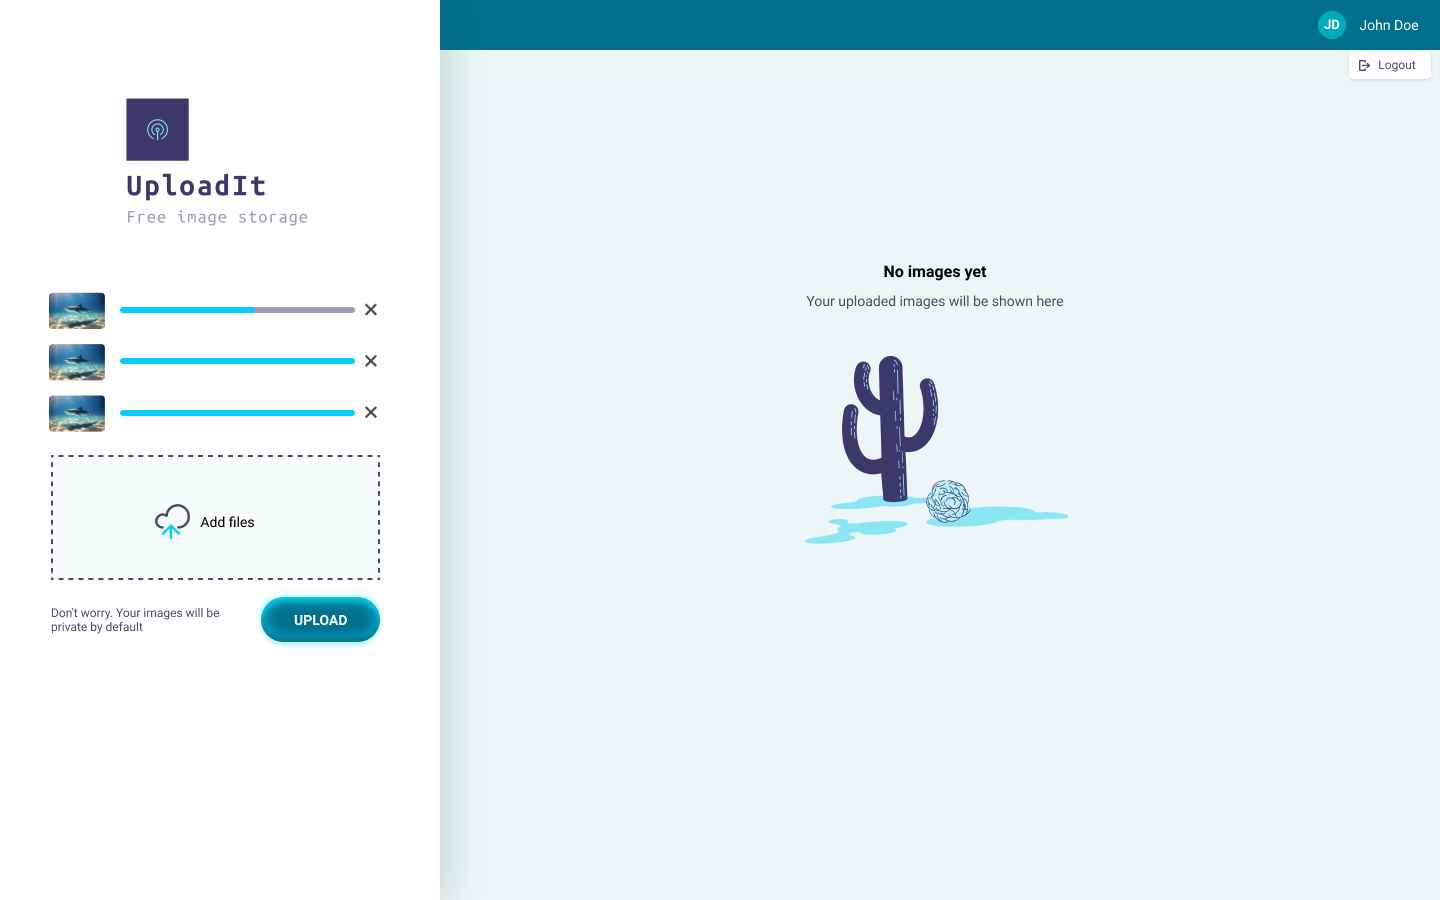 JD
John Doe
Logout
UploadIt
Free image storage
No images yet
Your uploaded images will be shown here
Add files
Don't worry. Your images will be
private by default
UPLOAD